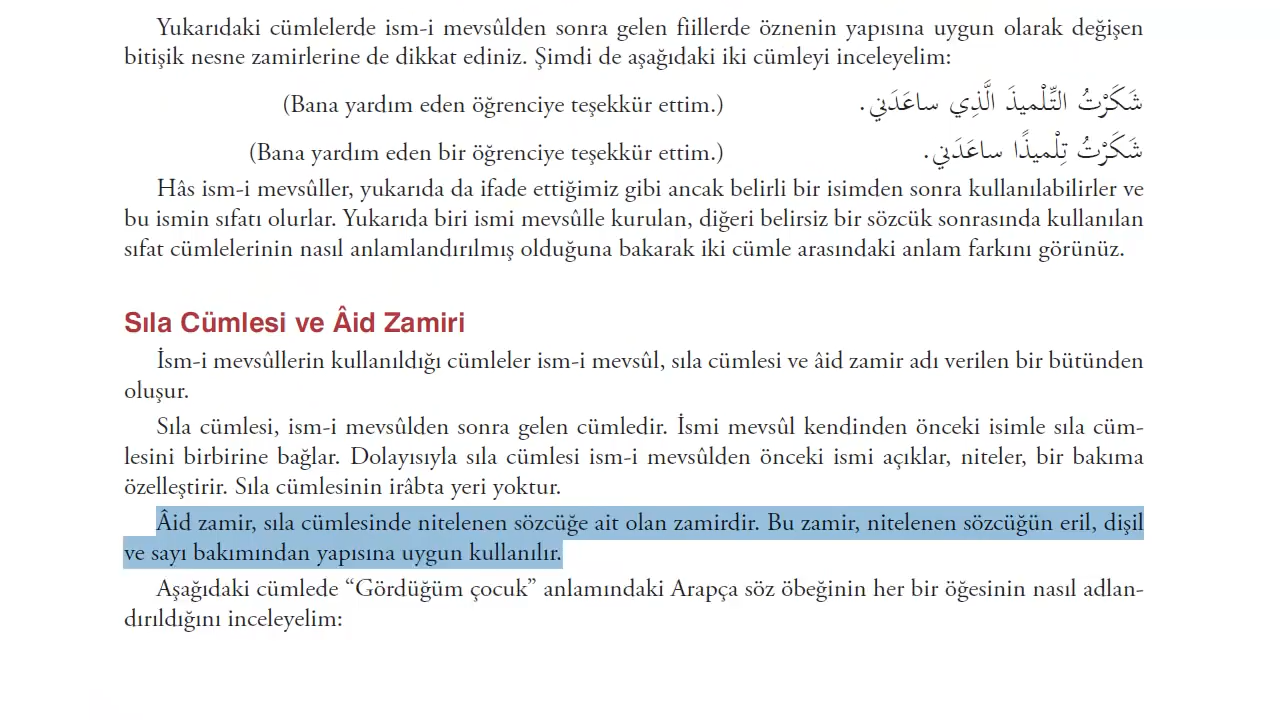 Yukarıdaki cümlelerde ism-i mevsûlden sonra gelen fiillerde öznenin yapısına uygun olarak değişen
bitişik nesne zamirlerine de dikkat ediniz. Şimdi de aşağıdaki iki cümleyi inceleyelim:
(Bana yardım eden öğrenciye teşekkür ettim.) شَكَرْتُ التِّلْميذَ الَّذِي ساعَدَني.
(Bana yardım eden bir öğrenciye teşekkür ettim.) شَكَرْتُ تِلْميذًا ساعَدَني.
Hâs ism-i mevsûller, yukarıda da ifade ettiğimiz gibi ancak belirli bir isimden sonra kullanılabilirler ve
bu ismin sıfatı olurlar. Yukarıda biri ismi mevsûlle kurulan, diğeri belirsiz bir sözcük sonrasında kullanılan
sıfat cümlelerinin nasıl anlamlandırılmış olduğuna bakarak iki cümle arasındaki anlam farkını görünüz.
Sıla Cümlesi ve Âid Zamiri
İsm-i mevsûllerin kullanıldığı cümleler ism-i mevsûl, sıla cümlesi ve âid zamir adı verilen bir bütünden
oluşur.
Sıla cümlesi, ism-i mevsûlden sonra gelen cümledir. İsmi mevsûl kendinden önceki isimle sıla cüm-
lesini birbirine bağlar. Dolayısıyla sıla cümlesi ism-i mevsûlden önceki ismi açıklar, niteler, bir bakıma
özelleştirir. Sıla cümlesinin irâbta yeri yoktur.
Âid zamir, sıla cümlesinde nitelenen sözcüğe ait olan zamirdir. Bu zamir, nitelenen sözcüğün eril, dişil
ve sayı bakımından yapısına uygun kullanılır.
Aşağıdaki cümlede “Gördüğüm çocuk” anlamındaki Arapça söz öbeğinin her bir öğesinin nasıl adlan-
dırıldığını inceleyelim: